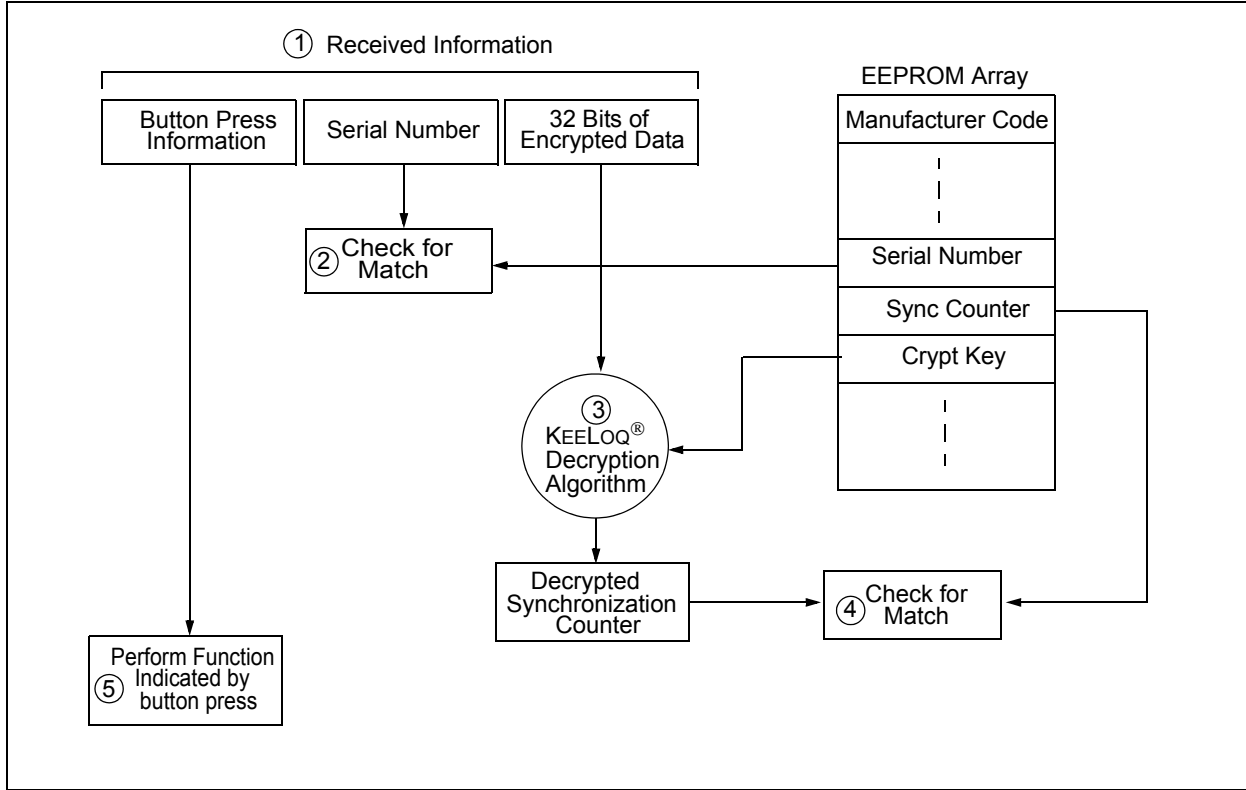 1 Received Information
EEPROM Array
Button Press
Information
Serial Number
32 Bits of
Encrypted Data
Manufacturer Code
Serial Number
Sync Counter
Crypt Key
2 Check for
Match
3
KEELOQ®
Decryption
Algorithm
Decrypted
Synchronization
Counter
4 Check for
Match
5 Perform Function
Indicated by
button press